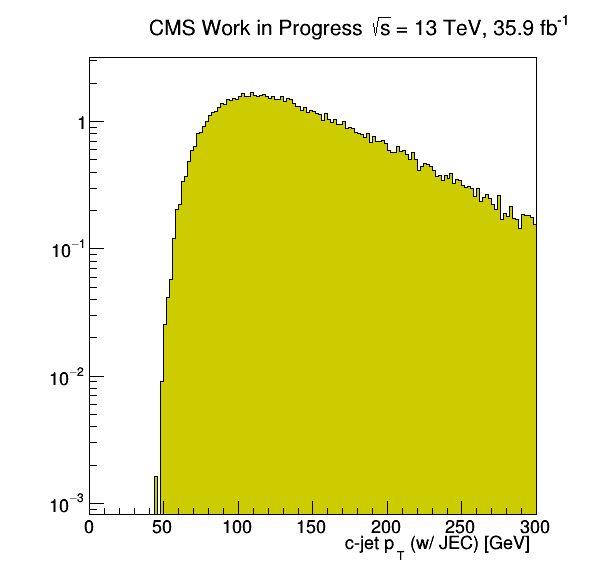 CMS Work in Progress √s = 13 TeV, 35.9 fb⁻¹
1
10⁻¹
10⁻²
10⁻³
0 50 100 150 200 250 300
c-jet p_T (w/ JEC) [GeV]